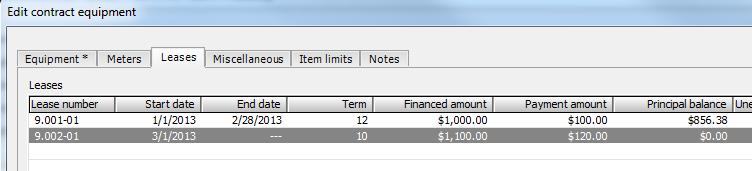 Edit contract equipment
Equipment * Meters Leases Miscellaneous Item limits Notes
Leases
Lease number Start date End date Term Financed amount Payment amount Principal balance Une
9.001-01 1/1/2013 2/28/2013 12 $1,000.00 $100.00 $856.38
9.002-01 3/1/2013 --- 10 $1,100.00 $120.00 $0.00